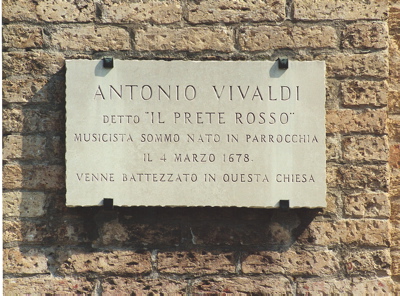 ANTONIO VIVALDI
DETTO "IL PRETE ROSSO"
MUSICISTA SOMMO NATO IN PARROCCHIA
IL 4 MARZO 1678.
VENNE BATTEZZATO IN QUESTA CHIESA